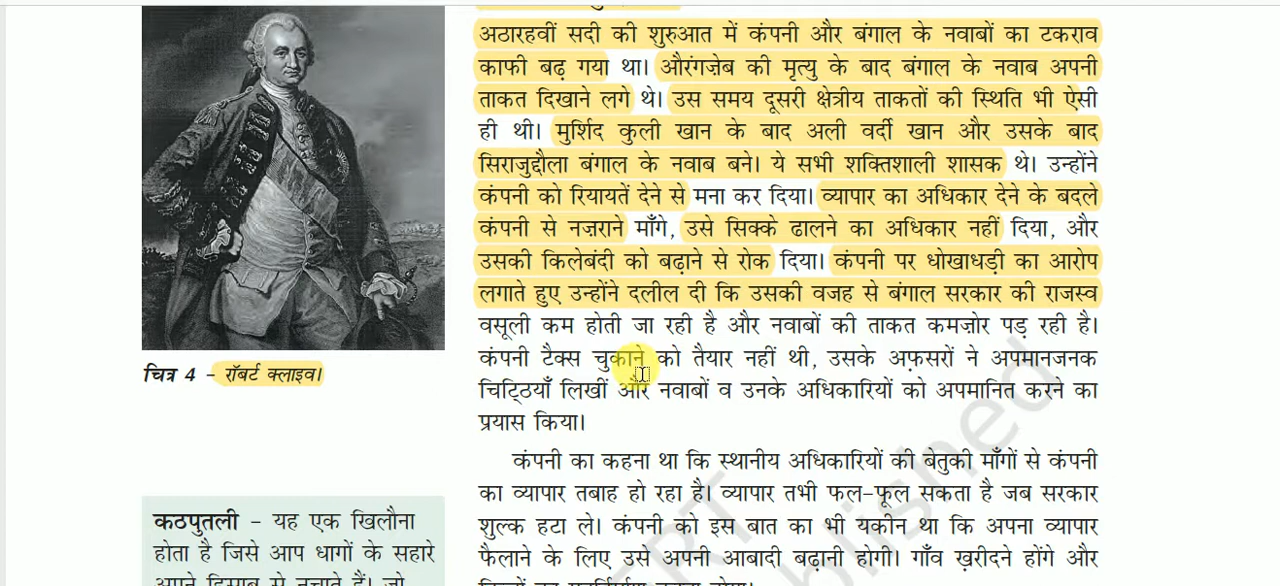 अठारहवीं सदी की शुरुआत में कंपनी और बंगाल के नवाबों का टकराव
काफी बढ़ गया था। औरंगज़ेब की मृत्यु के बाद बंगाल के नवाब अपनी
ताकत दिखाने लगे थे। उस समय दूसरी क्षेत्रीय ताकतों की स्थिति भी ऐसी
ही थी। मुर्शिद कुली खान के बाद अली वर्दी खान और उसके बाद
सिराजुद्दौला बंगाल के नवाब बने। ये सभी शक्तिशाली शासक थे। उन्होंने
कंपनी को रियायतें देने से मना कर दिया। व्यापार का अधिकार देने के बदले
कंपनी से नज़राने माँगे, उसे सिक्के ढालने का अधिकार नहीं दिया, और
उसकी किलेबंदी को बढ़ाने से रोक दिया। कंपनी पर धोखाधड़ी का आरोप
लगाते हुए उन्होंने दलील दी कि उसकी वजह से बंगाल सरकार की राजस्व
वसूली कम होती जा रही है और नवाबों की ताकत कमज़ोर पड़ रही है।
कंपनी टैक्स चुकाने को तैयार नहीं थी, उसके अफ़सरों ने अपमानजनक
चिट्ठियाँ लिखीं और नवाबों व उनके अधिकारियों को अपमानित करने का
प्रयास किया।
कंपनी का कहना था कि स्थानीय अधिकारियों की बेतुकी माँगों से कंपनी
का व्यापार तबाह हो रहा है। व्यापार तभी फल-फूल सकता है जब सरकार
शुल्क हटा ले। कंपनी को इस बात का भी यकीन था कि अपना व्यापार
फैलाने के लिए उसे अपनी आबादी बढ़ानी होगी। गाँव ख़रीदने होंगे और
चित्र 4 – रॉबर्ट क्लाइव।
कठपुतली – यह एक खिलौना
होता है जिसे आप धागों के सहारे
अपने हिसाब से नचाते हैं। जो